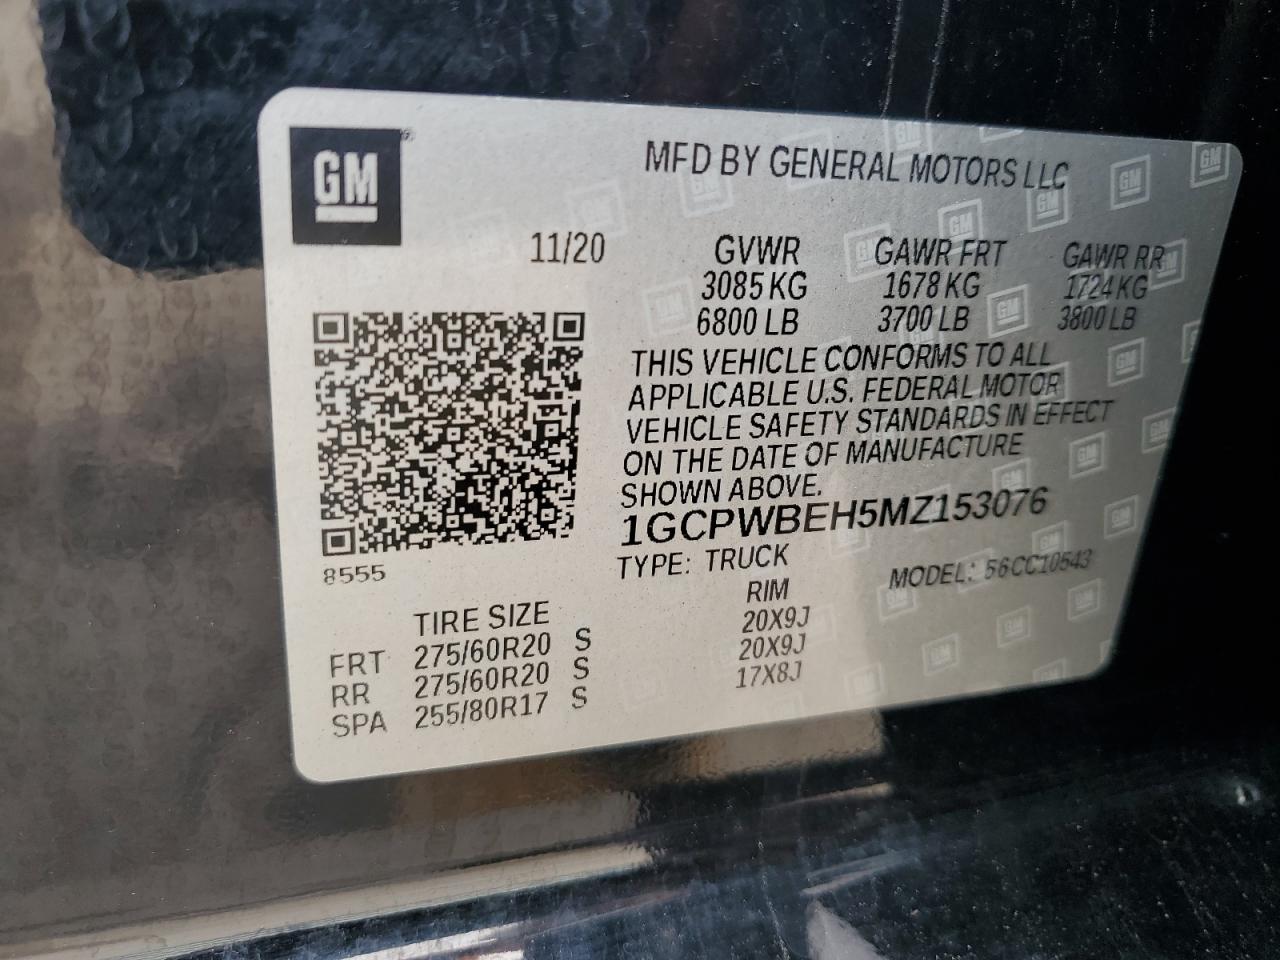 GM
MFD BY GENERAL MOTORS LLC
11/20
GVWR GAWR FRT GAWR RR
3085 KG 1678 KG 1724 KG
6800 LB 3700 LB 3800 LB
THIS VEHICLE CONFORMS TO ALL
APPLICABLE U.S. FEDERAL MOTOR
VEHICLE SAFETY STANDARDS IN EFFECT
ON THE DATE OF MANUFACTURE
SHOWN ABOVE.
1GCPWBEH5MZ153076
TYPE: TRUCK MODEL: 56CC10543
8555
TIRE SIZE RIM
FRT 275/60R20 S 20X9J
RR 275/60R20 S 20X9J
SPA 255/80R17 S 17X8J